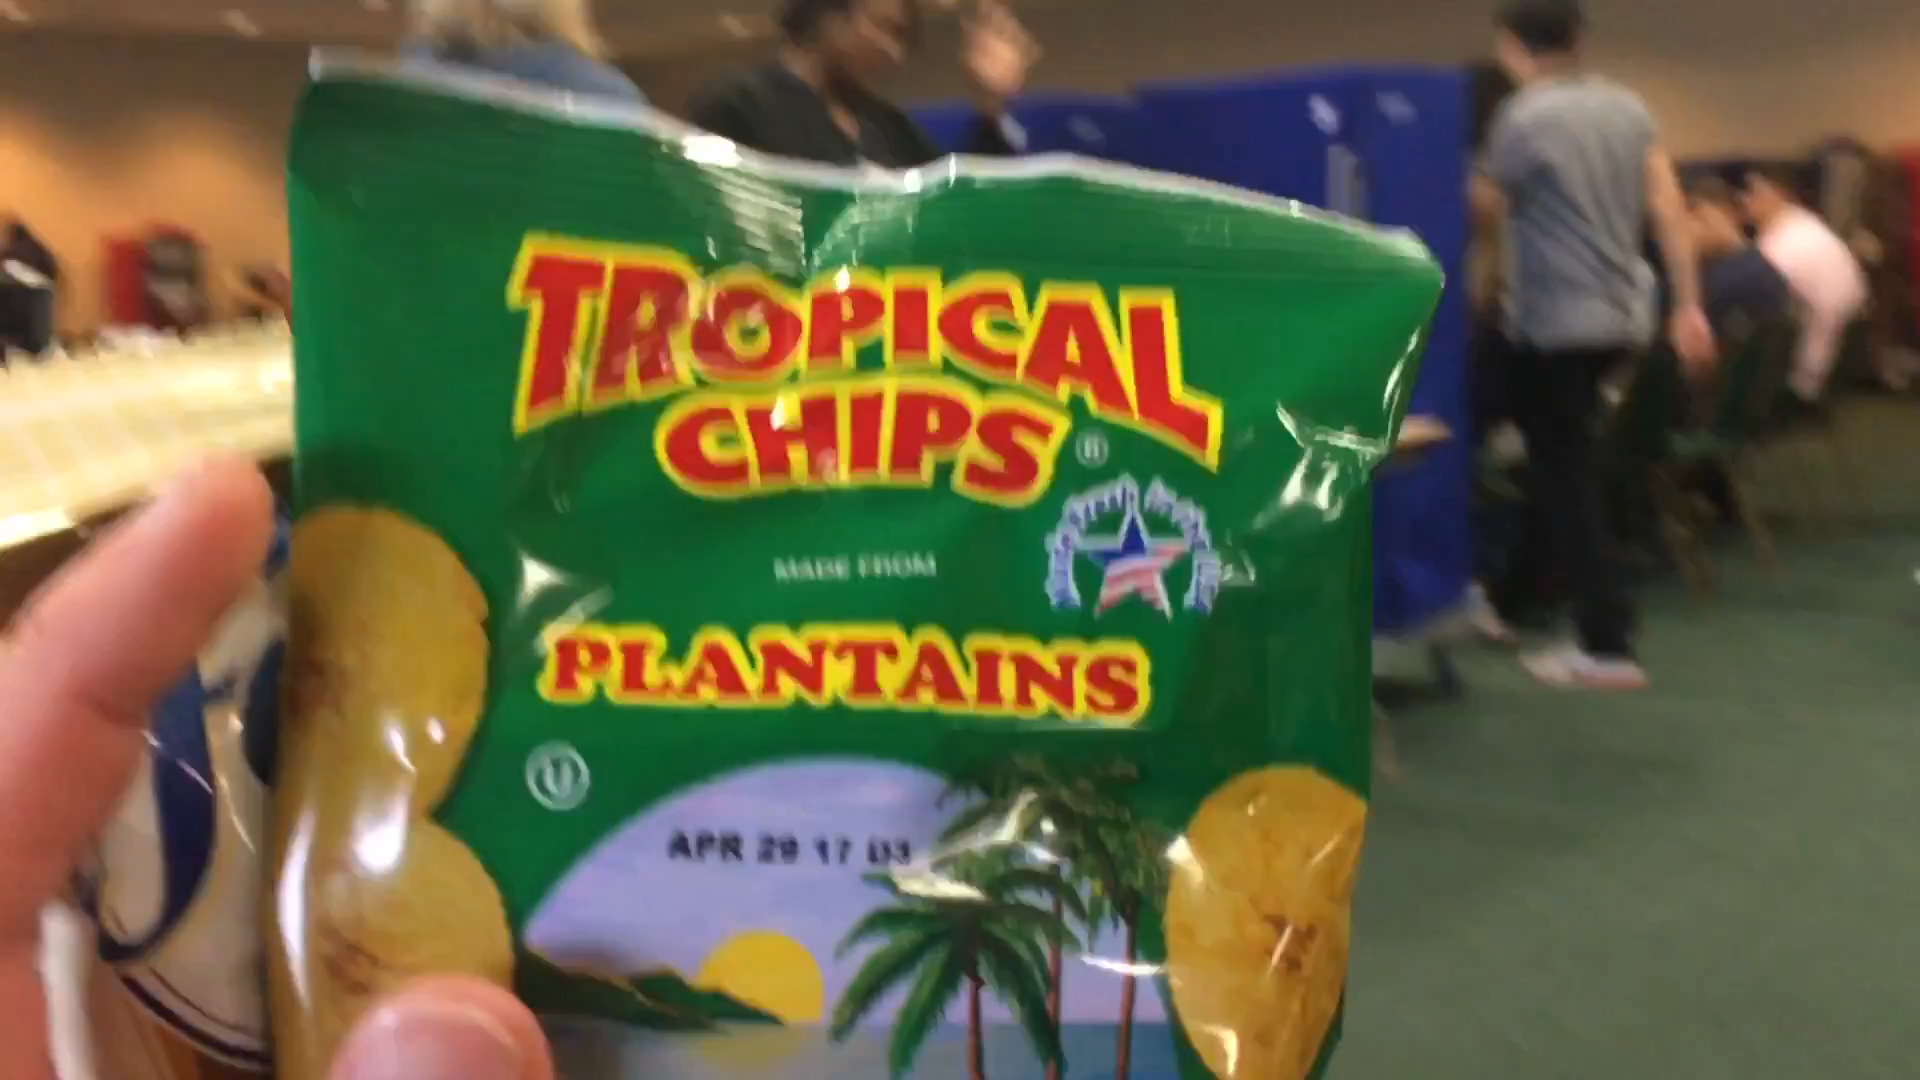 TROPICAL
CHIPS
®
MADE FROM
PLANTAINS
U
APR 29 17 D3